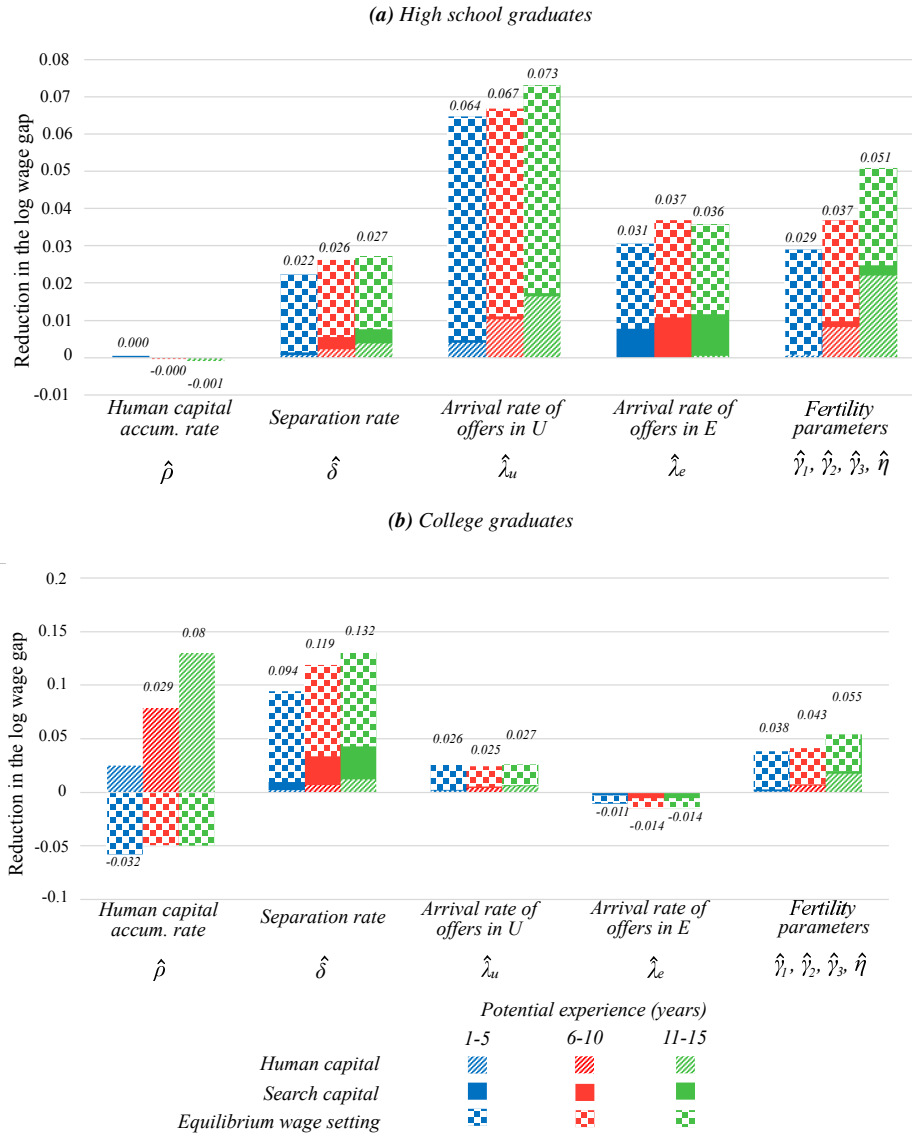 (a) High school graduates
Reduction in the log wage gap
0.08
0.07
0.06
0.05
0.04
0.03
0.02
0.01
0
-0.01
0.000
-0.000
-0.001
0.022
0.026
0.027
0.064
0.067
0.073
0.031
0.037
0.036
0.029
0.037
0.051
Human capital
accum. rate
ρ̂
Separation rate
δ̂
Arrival rate of
offers in U
λ̂u
Arrival rate of
offers in E
λ̂e
Fertility
parameters
γ̂1, γ̂2, γ̂3, η̂
(b) College graduates
Reduction in the log wage gap
0.2
0.15
0.1
0.05
0
-0.05
-0.1
-0.032
0.029
0.08
0.094
0.119
0.132
0.026
0.025
0.027
-0.011
-0.014
-0.014
0.038
0.043
0.055
Human capital
accum. rate
ρ̂
Separation rate
δ̂
Arrival rate of
offers in U
λ̂u
Arrival rate of
offers in E
λ̂e
Fertility
parameters
γ̂1, γ̂2, γ̂3, η̂
Potential experience (years)
1-5 6-10 11-15
Human capital
Search capital
Equilibrium wage setting